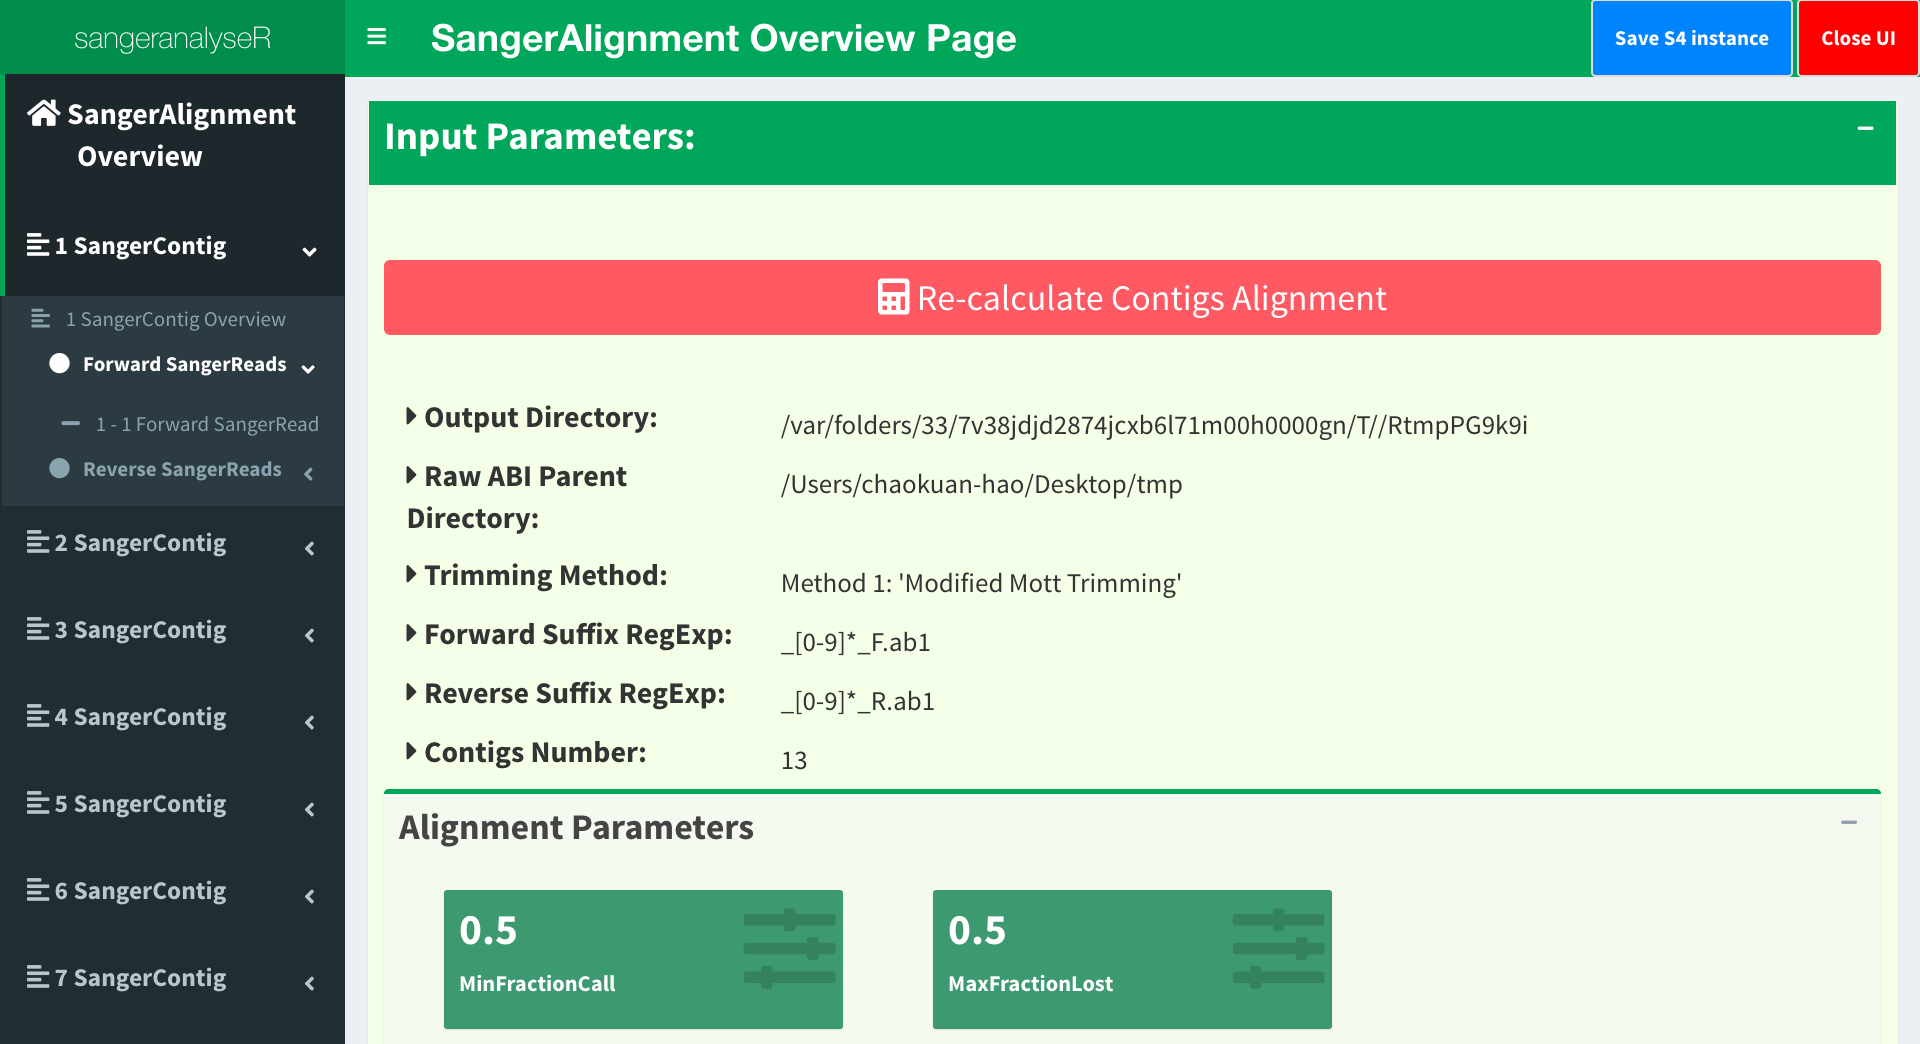 sangeranalyseR
SangerAlignment Overview Page
Save S4 instance
Close UI
SangerAlignment
Overview
1 SangerContig
1 SangerContig Overview
Forward SangerReads
1 - 1 Forward SangerRead
Reverse SangerReads
2 SangerContig
3 SangerContig
4 SangerContig
5 SangerContig
6 SangerContig
7 SangerContig
Input Parameters:
Re-calculate Contigs Alignment
Output Directory:
/var/folders/33/7v38jdjd2874jcxb6l71m00h0000gn/T//RtmpPG9k9i
Raw ABI Parent
Directory:
/Users/chaokuan-hao/Desktop/tmp
Trimming Method:
Method 1: 'Modified Mott Trimming'
Forward Suffix RegExp:
_[0-9]*_F.ab1
Reverse Suffix RegExp:
_[0-9]*_R.ab1
Contigs Number:
13
Alignment Parameters
0.5
MinFractionCall
0.5
MaxFractionLost